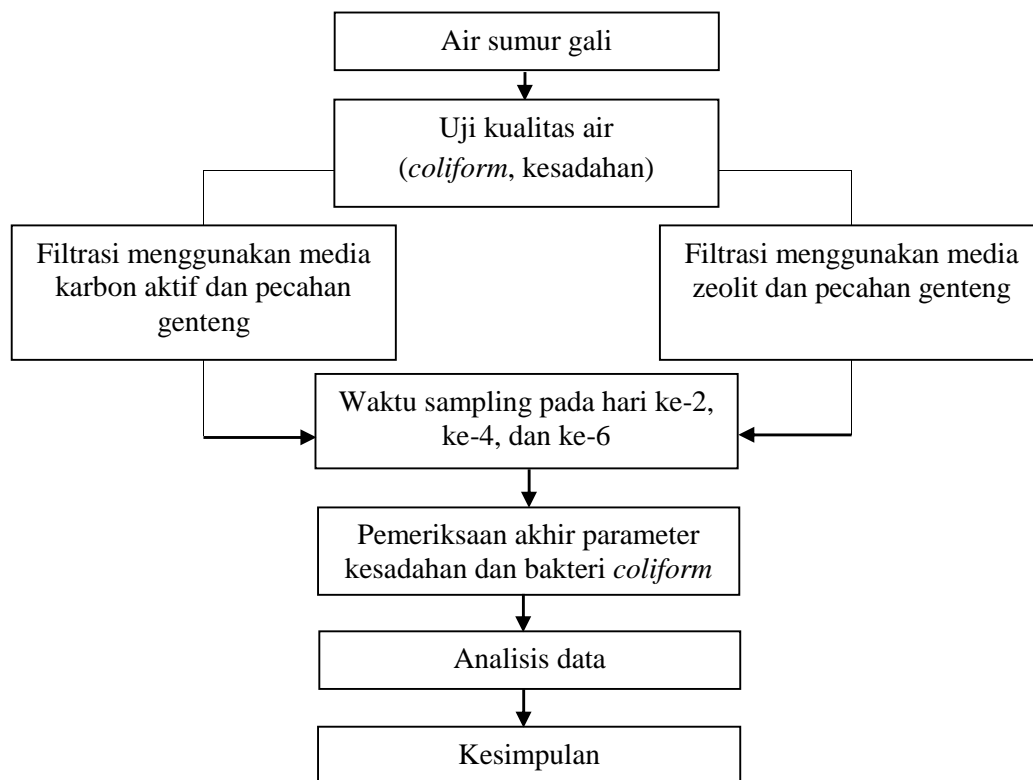 Air sumur gali
Uji kualitas air
(coliform, kesadahan)
Filtrasi menggunakan media
karbon aktif dan pecahan
genteng
Filtrasi menggunakan media
zeolit dan pecahan genteng
Waktu sampling pada hari ke-2,
ke-4, dan ke-6
Pemeriksaan akhir parameter
kesadahan dan bakteri coliform
Analisis data
Kesimpulan